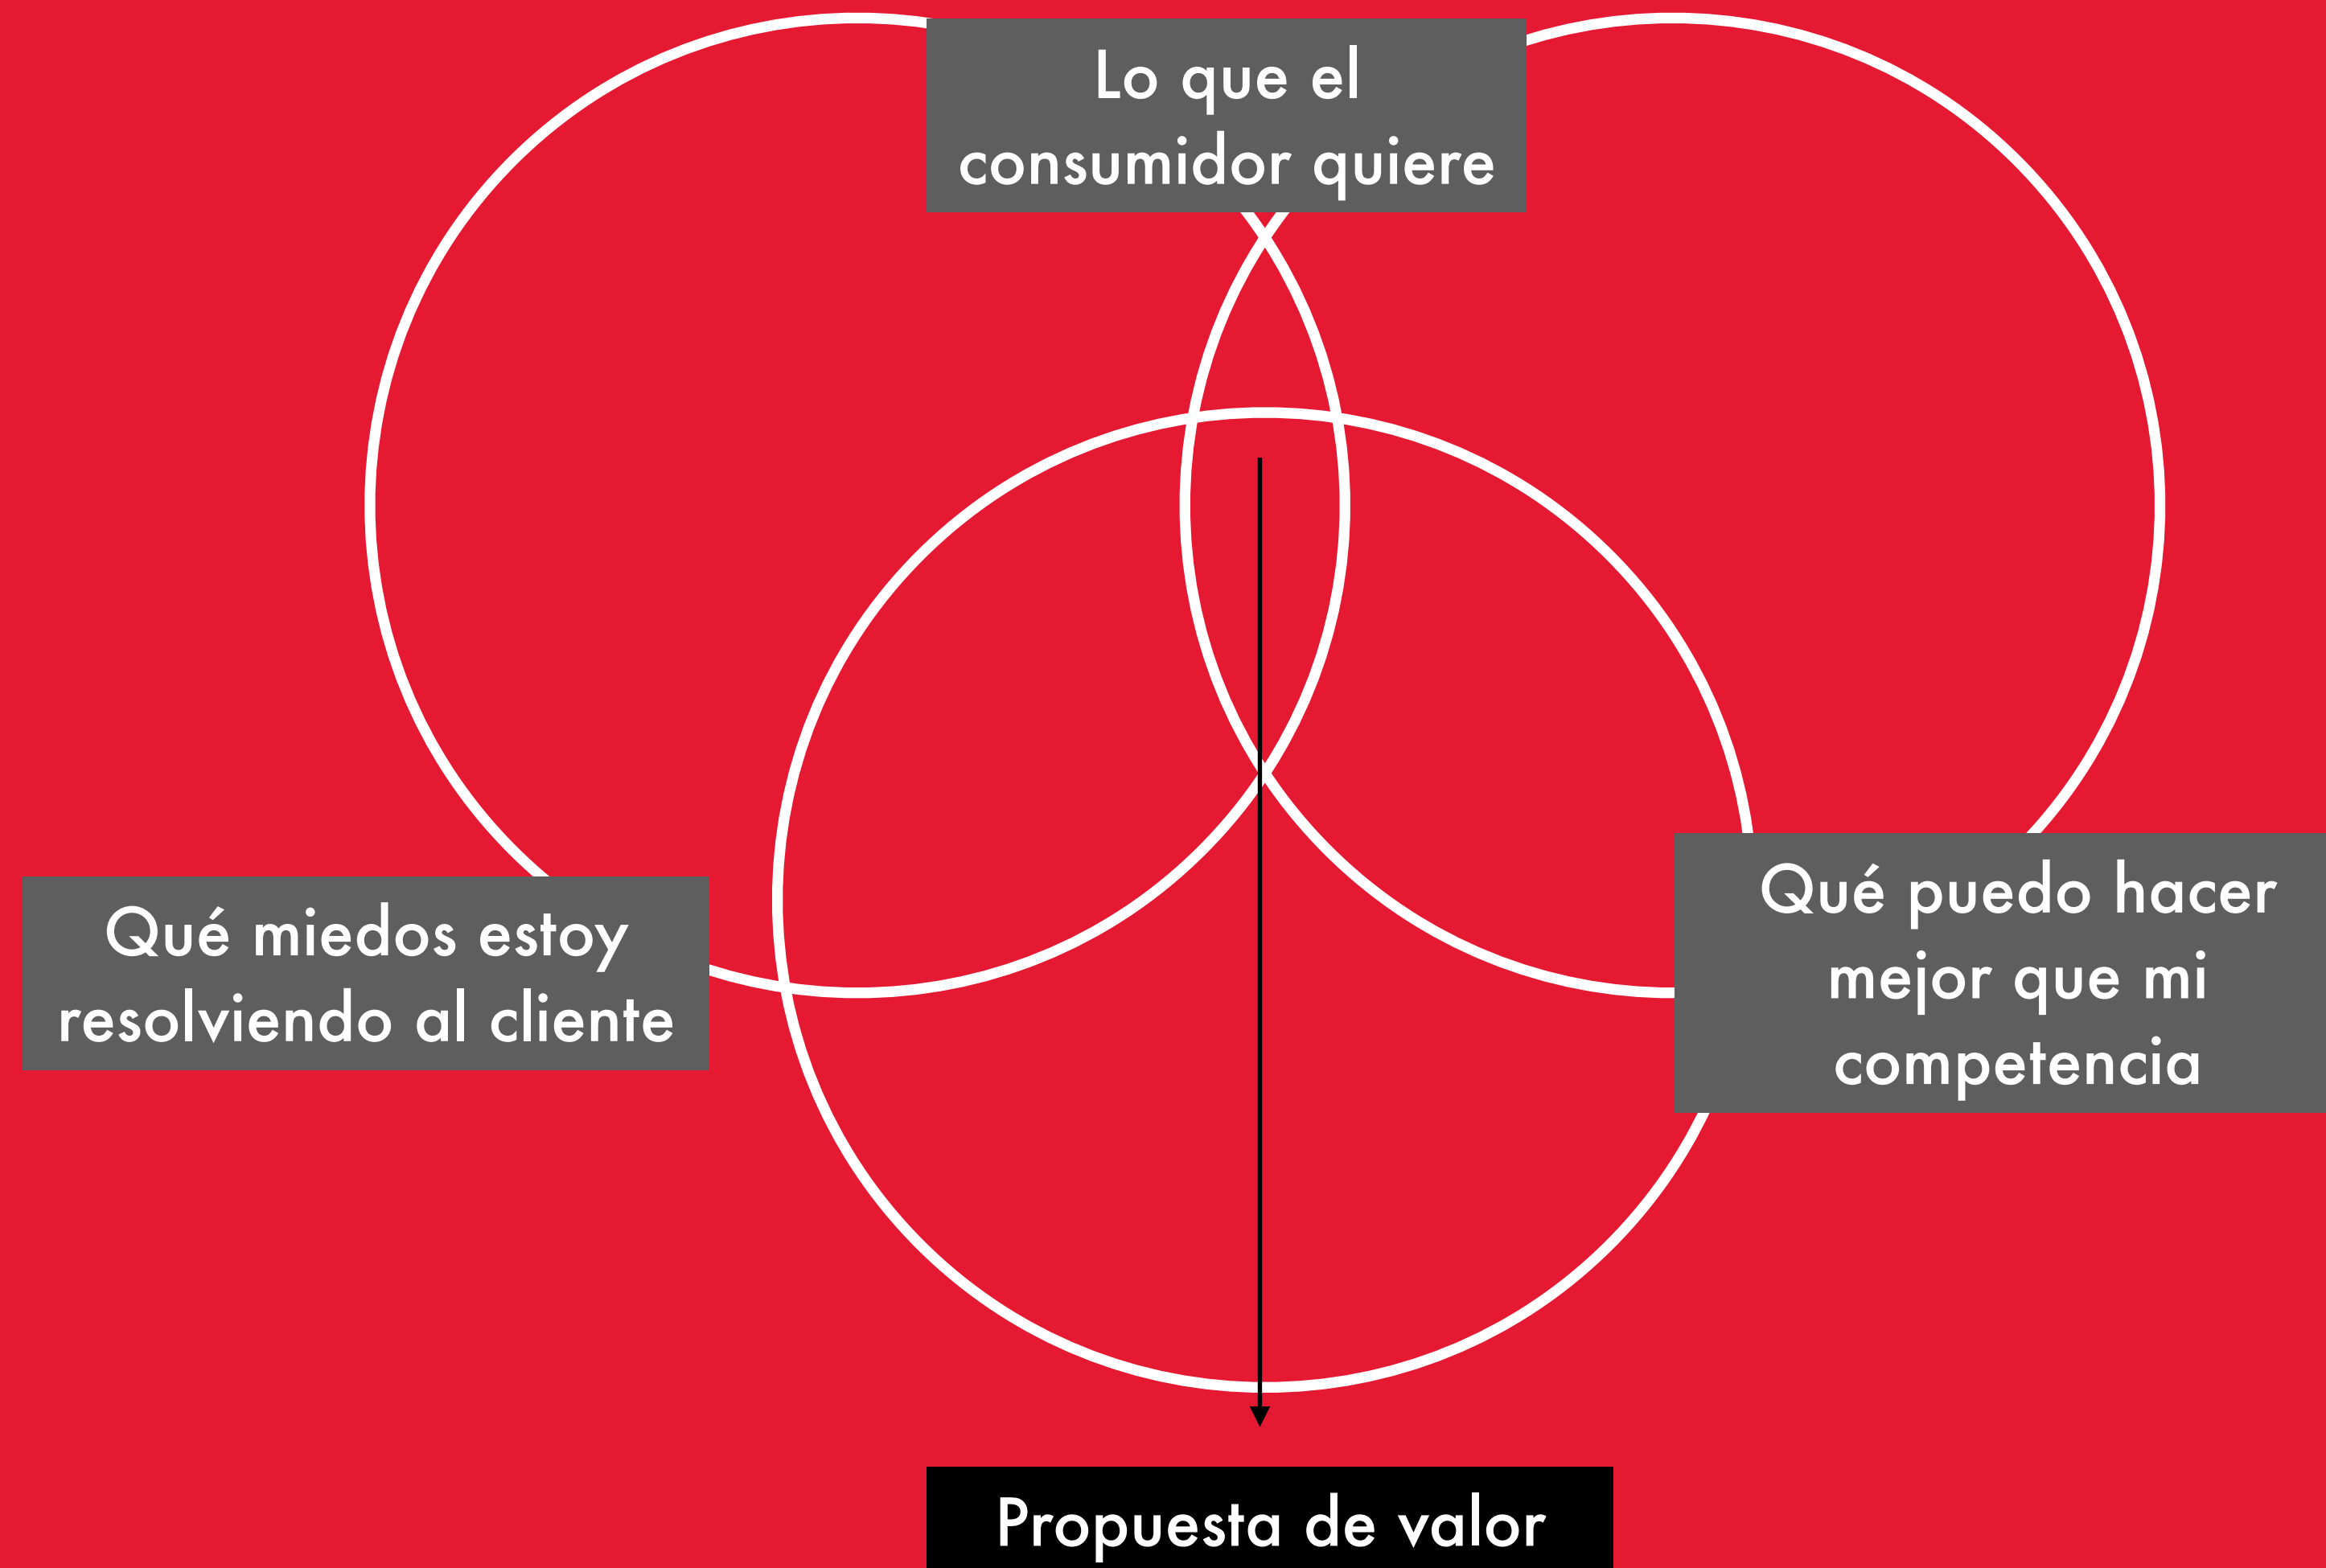 Lo que el
consumidor quiere
Qué miedos estoy
resolviendo al cliente
Qué puedo hacer
mejor que mi
competencia
Propuesta de valor